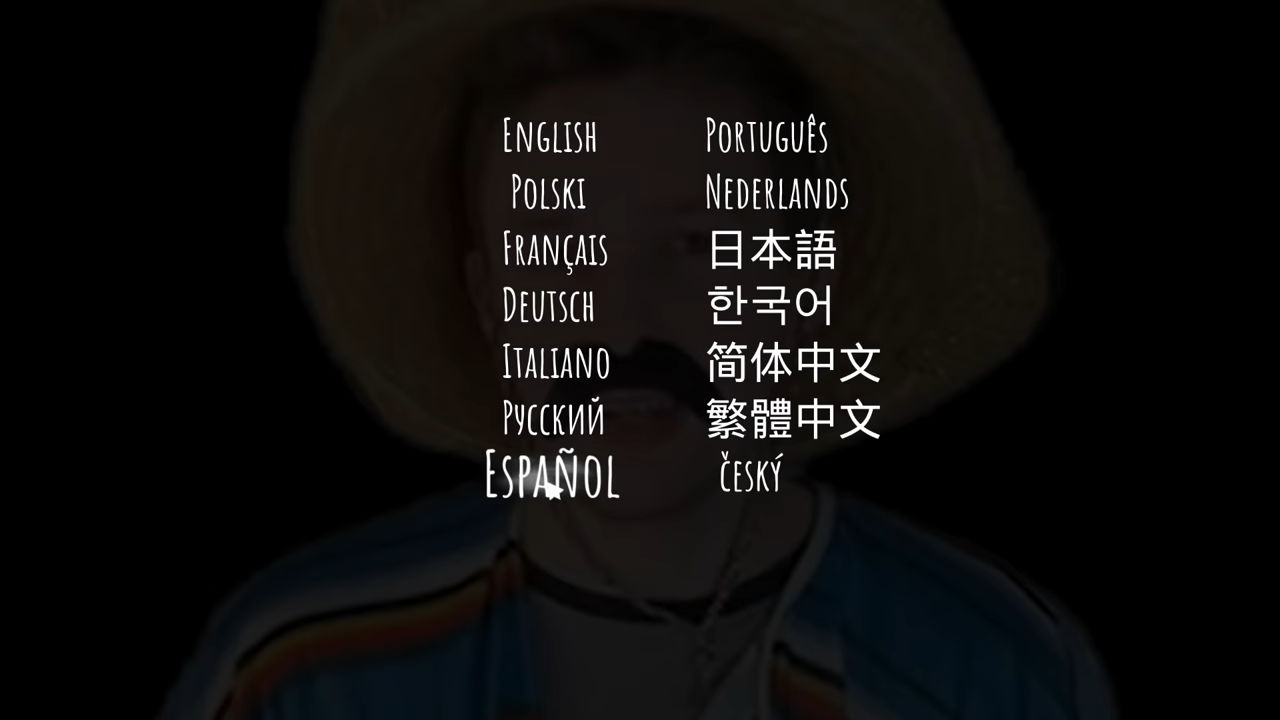 English
Polski
Français
Deutsch
Italiano
Русский
Español
Português
Nederlands
日本語
한국어
简体中文
繁體中文
český